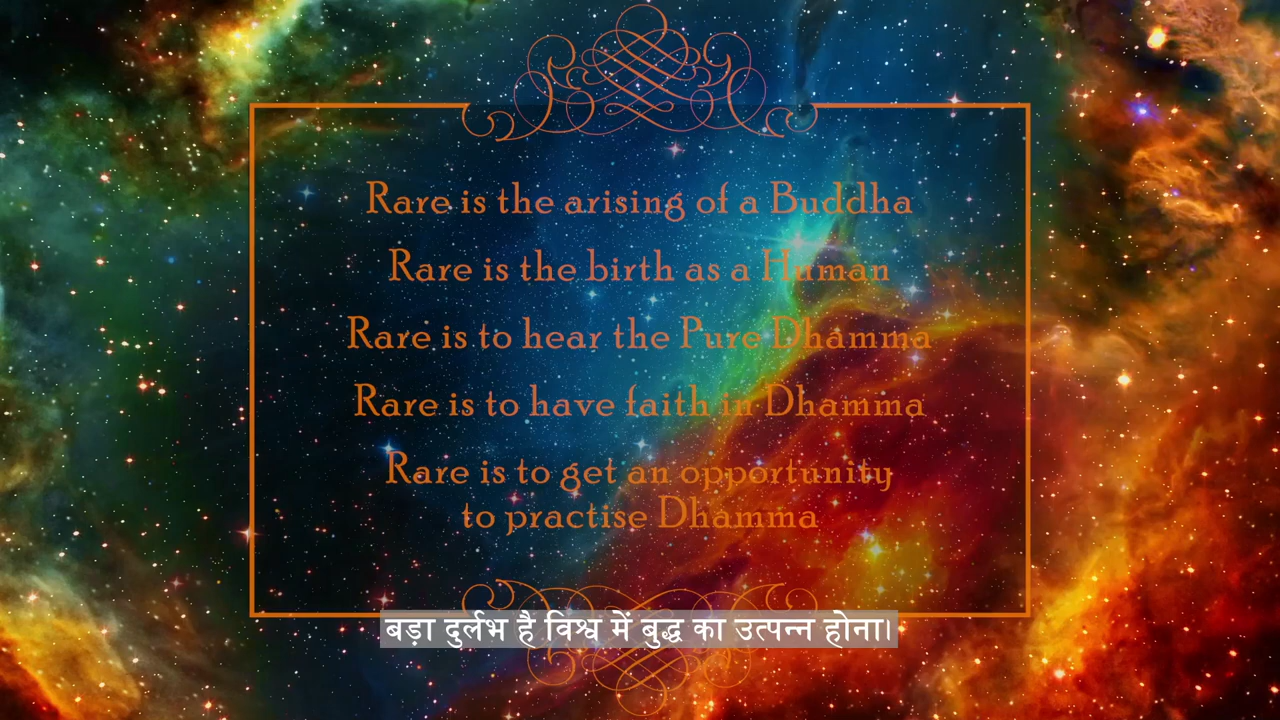 Rare is the arising of a Buddha
Rare is the birth as a Human
Rare is to hear the Pure Dhamma
Rare is to have faith in Dhamma
Rare is to get an opportunity
to practise Dhamma
बड़ा दुर्लभ है विश्व में बुद्ध का उत्पन्न होना।